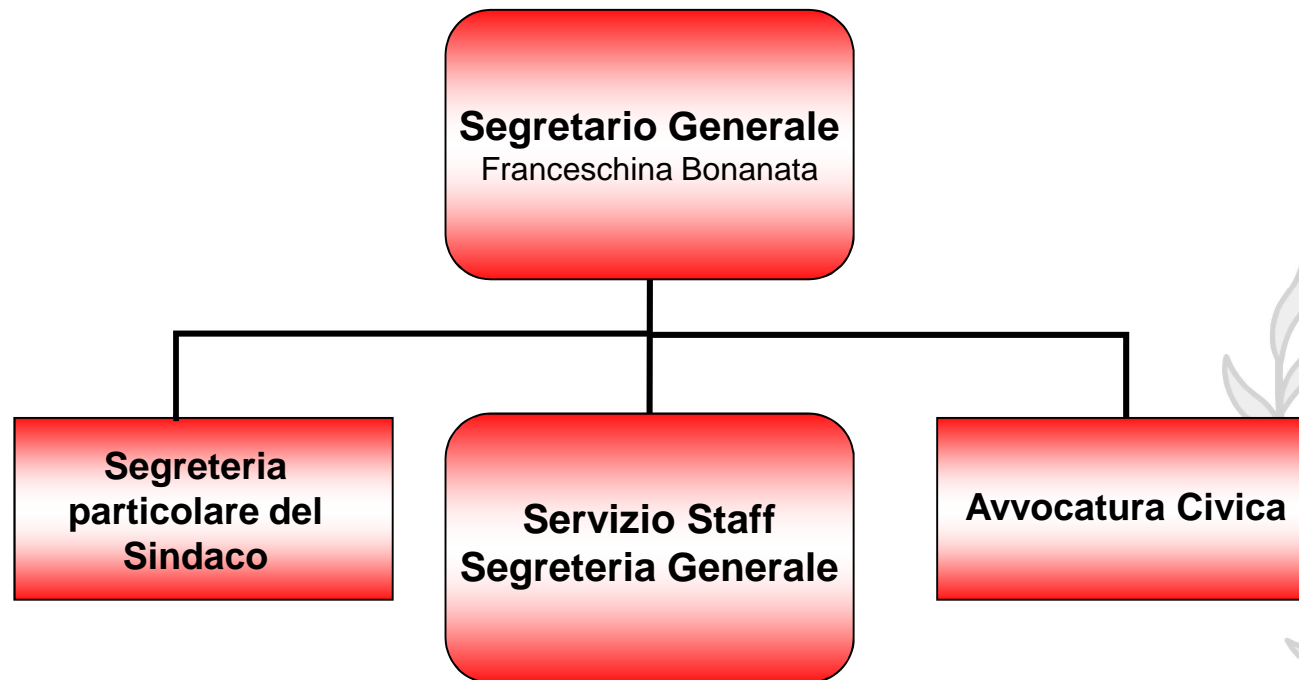 Segretario Generale
Franceschina Bonanata
Segreteria
particolare del
Sindaco
Servizio Staff
Segreteria Generale
Avvocatura Civica